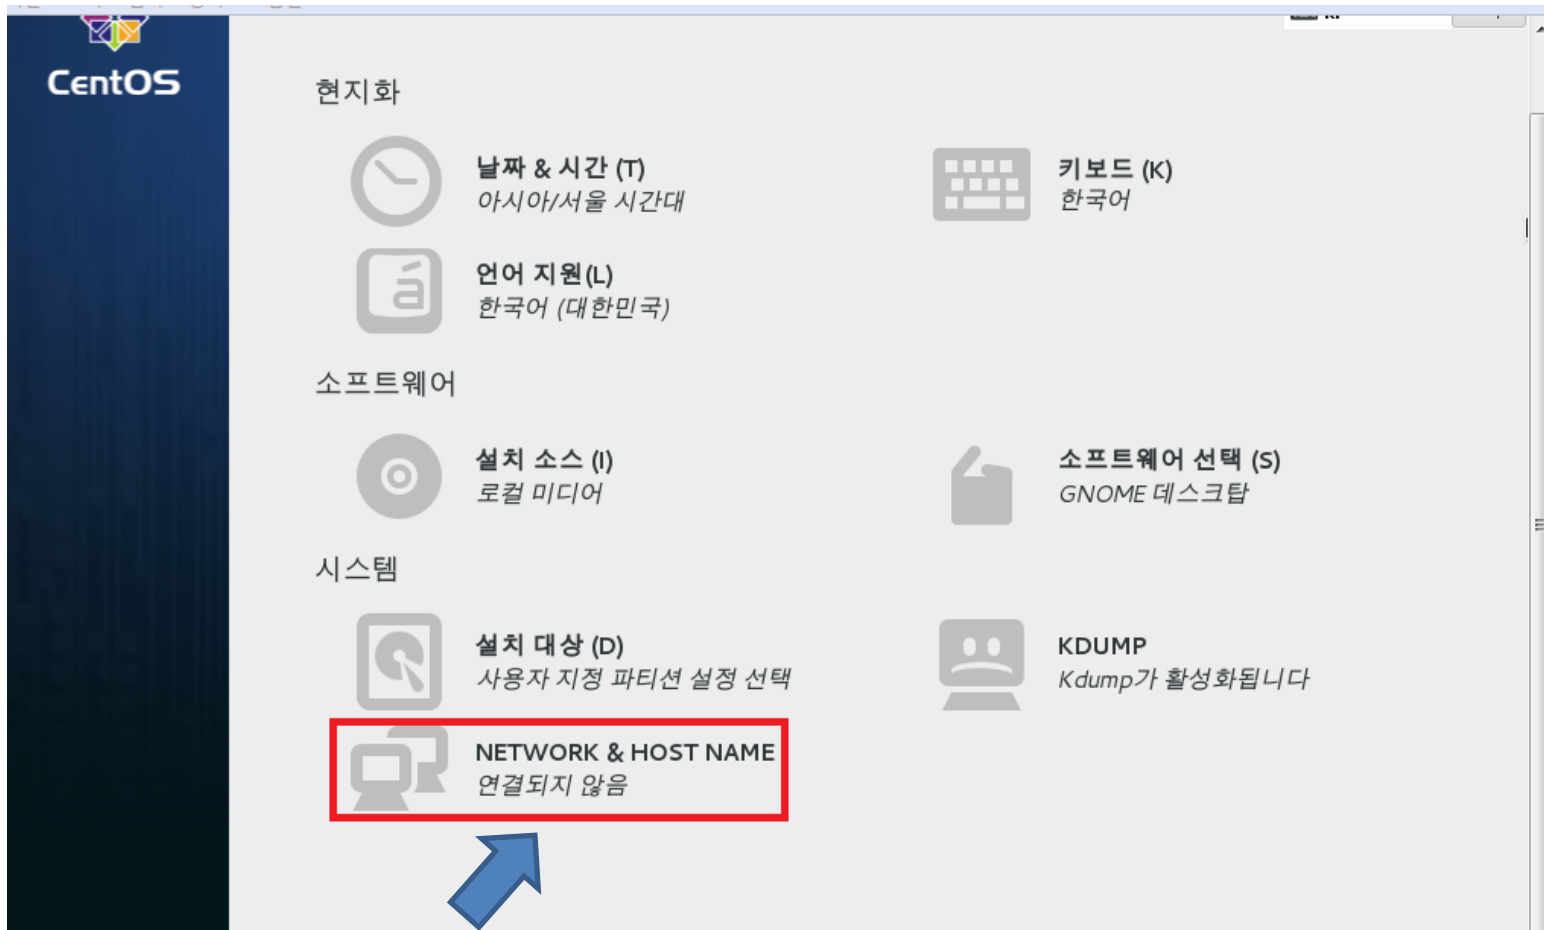 CentOS
현지화
날짜 & 시간 (T)
아시아/서울 시간대
키보드 (K)
한국어
언어 지원(L)
한국어 (대한민국)
소프트웨어
설치 소스 (I)
로컬 미디어
소프트웨어 선택 (S)
GNOME 데스크탑
시스템
설치 대상 (D)
사용자 지정 파티션 설정 선택
KDUMP
Kdump가 활성화됩니다
NETWORK & HOST NAME
연결되지 않음